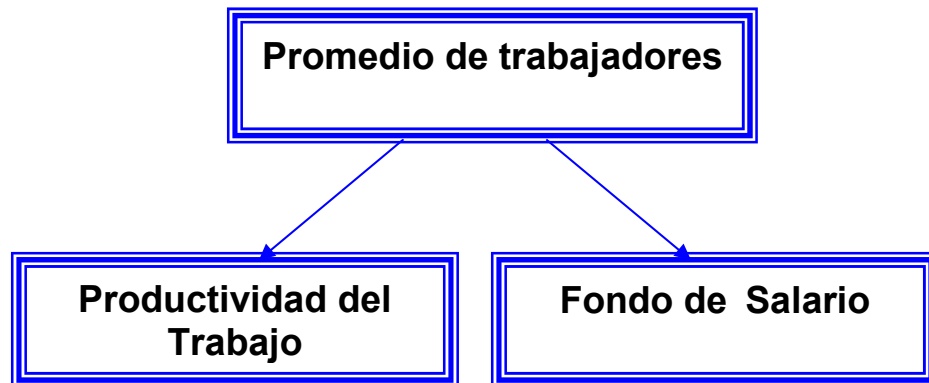 Promedio de trabajadores
Productividad del
Trabajo
Fondo de Salario